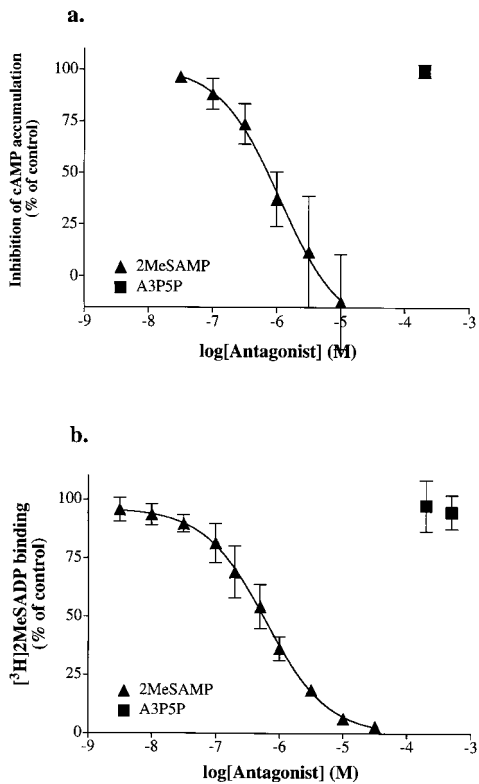 a.
Inhibition of cAMP accumulation
(% of control)
100
75
50
25
0
▲ 2MeSAMP
■ A3P5P
-9 -8 -7 -6 -5 -4 -3
log[Antagonist] (M)
b.
[³H]2MeSADP binding
(% of control)
100
75
50
25
0
▲ 2MeSAMP
■ A3P5P
-9 -8 -7 -6 -5 -4 -3
log[Antagonist] (M)